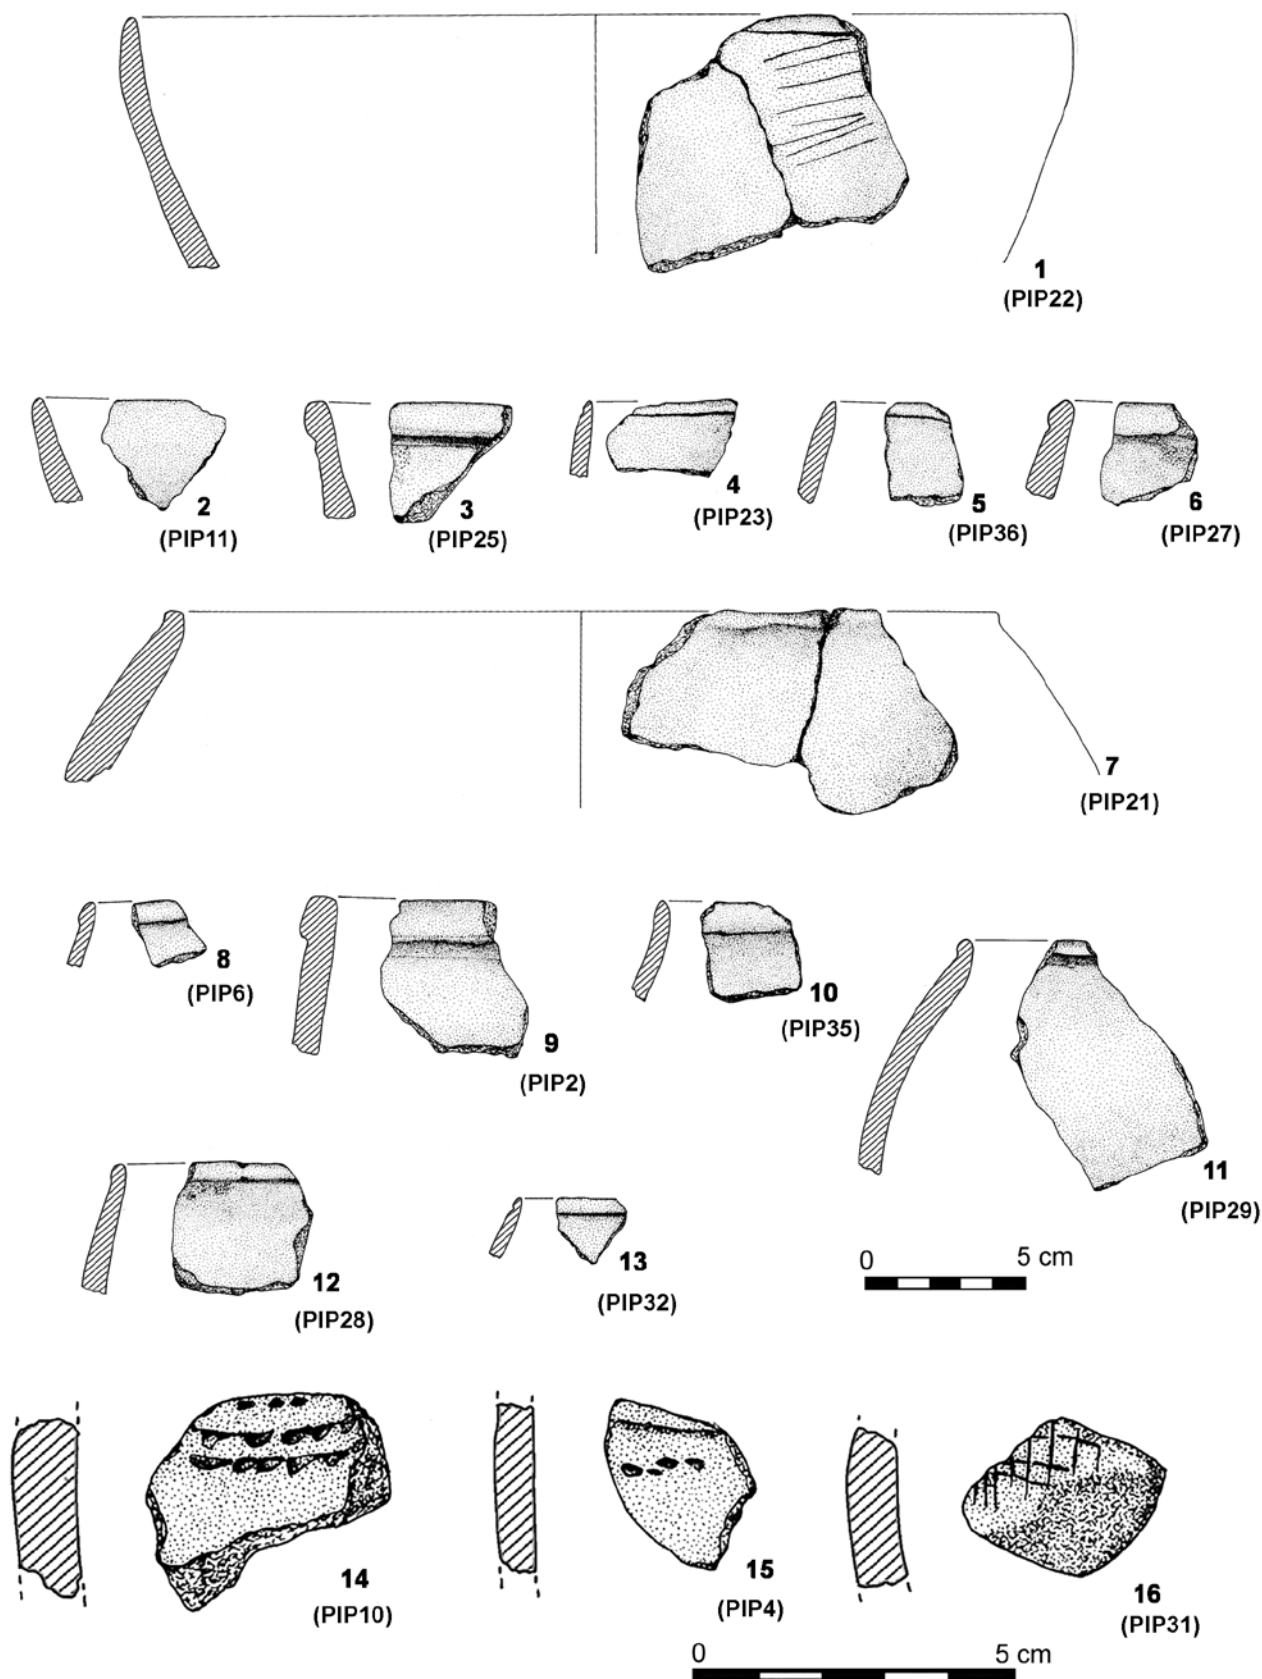 1
(PIP22)
2
(PIP11)
3
(PIP25)
4
(PIP23)
5
(PIP36)
6
(PIP27)
7
(PIP21)
8
(PIP6)
9
(PIP2)
10
(PIP35)
11
(PIP29)
12
(PIP28)
13
(PIP32)
0 5 cm
14
(PIP10)
15
(PIP4)
16
(PIP31)
0 5 cm